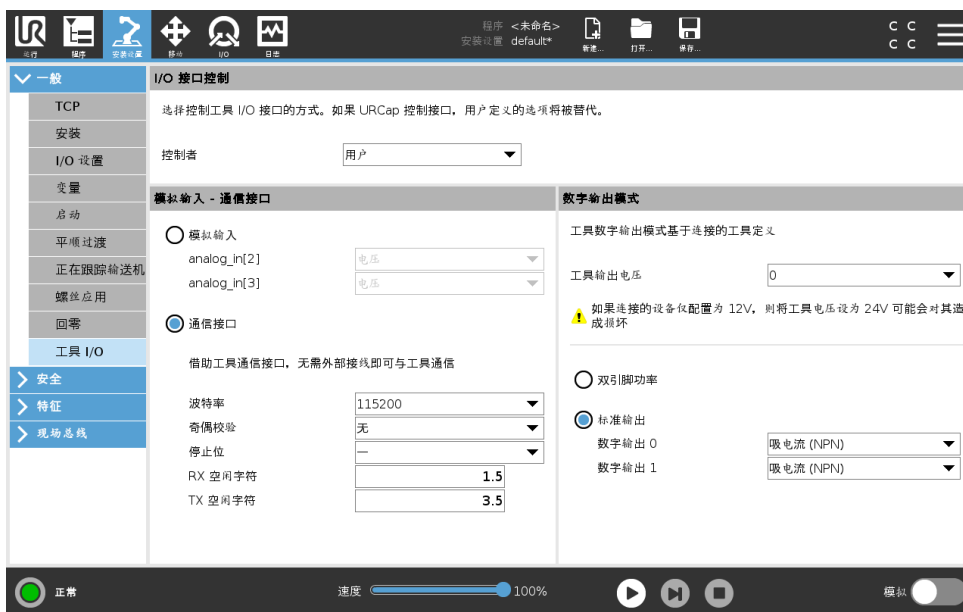 UR
运行
程序
安装设置
移动
I/O
日志
程序 <未命名>
安装设置 default*
新建...
打开...
保存...
C C
C C
一般
TCP
安装
I/O 设置
变量
启动
平顺过渡
正在跟踪输送机
螺丝应用
回零
工具 I/O
安全
特征
现场总线
I/O 接口控制
选择控制工具 I/O 接口的方式。如果 URCap 控制接口，用户定义的选项将被替代。
控制者 用户
模拟输入 - 通信接口
模拟输入
analog_in[2] 电压
analog_in[3] 电压
通信接口
借助工具通信接口，无需外部接线即可与工具通信
波特率 115200
奇偶校验 无
停止位 一
RX 空闲字符 1.5
TX 空闲字符 3.5
数字输出模式
工具数字输出模式基于连接的工具定义
工具输出电压 0
如果连接的设备仅配置为 12V，则将工具电压设为 24V 可能会对其造
成损坏
双引脚功率
标准输出
数字输出 0 吸电流 (NPN)
数字输出 1 吸电流 (NPN)
正常
速度 100%
模拟